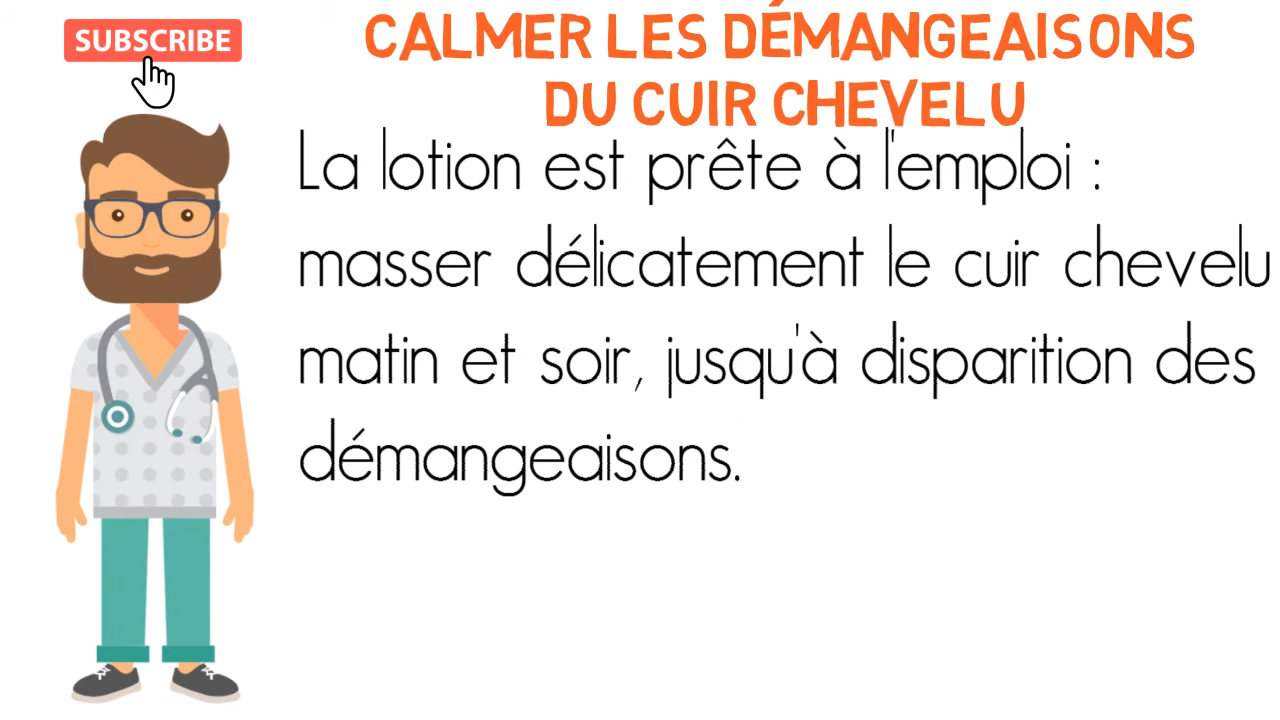 SUBSCRIBE
CALMER LES DÉMANGEAISONS
DU CUIR CHEVELU
La lotion est prête à l'emploi :
masser délicatement le cuir chevelu
matin et soir, jusqu'à disparition des
démangeaisons.